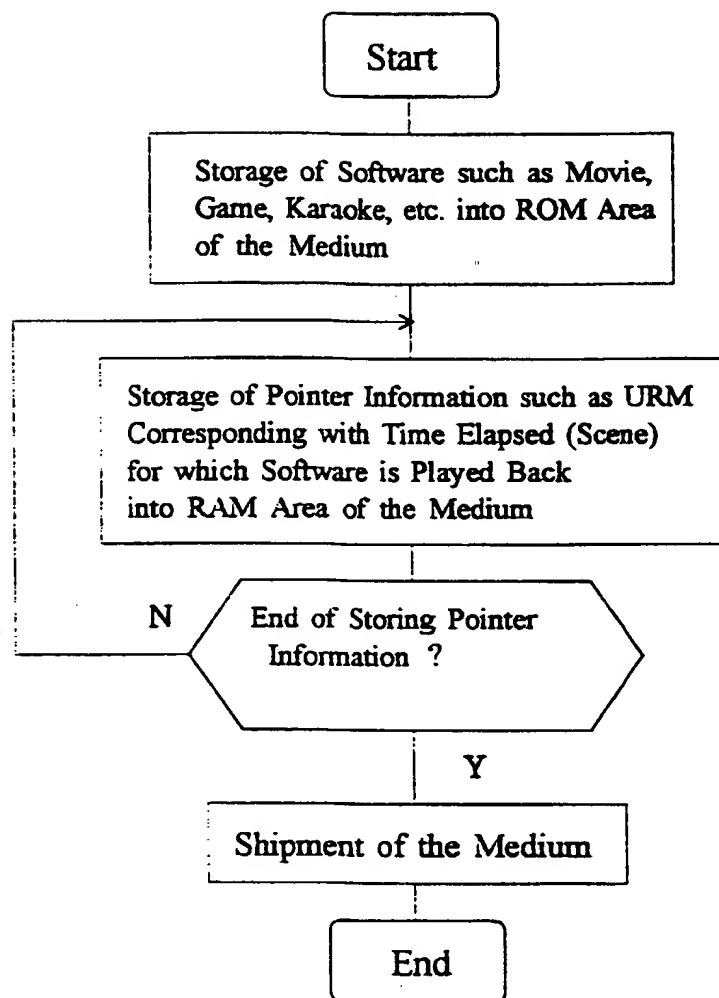 Start
Storage of Software such as Movie,
Game, Karaoke, etc. into ROM Area
of the Medium
Storage of Pointer Information such as URM
Corresponding with Time Elapsed (Scene)
for which Software is Played Back
into RAM Area of the Medium
N
End of Storing Pointer
Information ?
Y
Shipment of the Medium
End